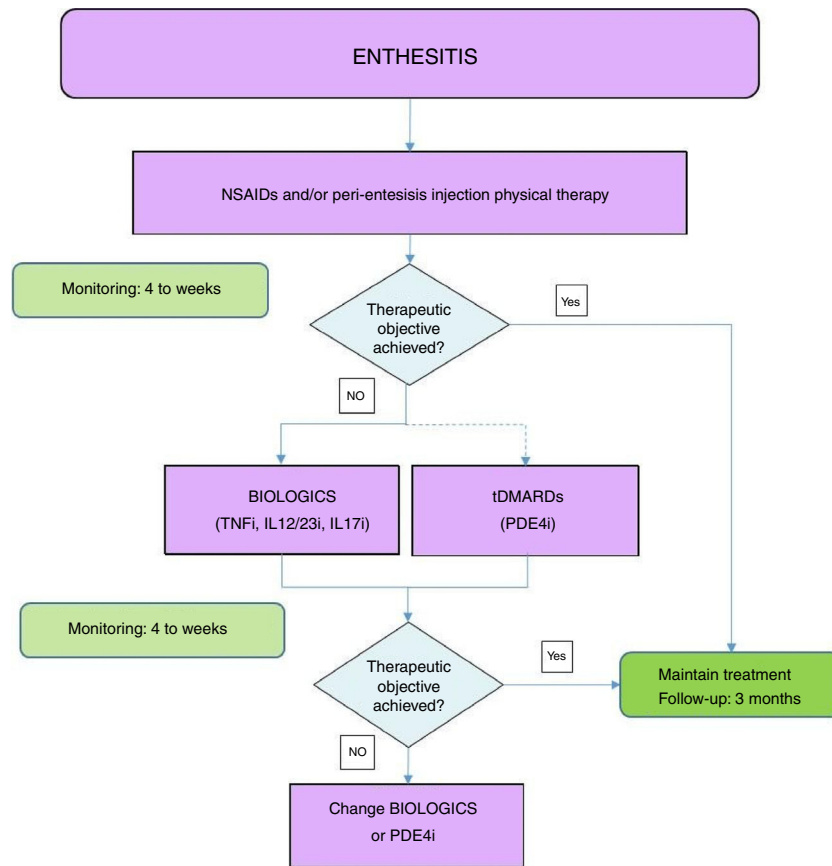 ENTHESITIS
NSAIDs and/or peri-entesisis injection physical therapy
Monitoring: 4 to weeks
Therapeutic
objective
achieved?
Yes
NO
BIOLOGICS
(TNFi, IL12/23i, IL17i)
tDMARDs
(PDE4i)
Monitoring: 4 to weeks
Therapeutic
objective
achieved?
Yes
Maintain treatment
Follow-up: 3 months
NO
Change BIOLOGICS
or PDE4i